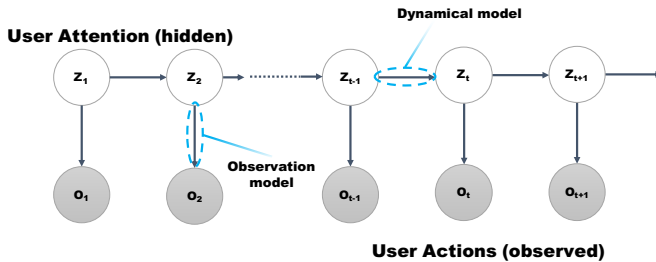 Dynamical model
User Attention (hidden)
Z1 Z2 Zt-1 Zt Zt+1
Observation
model
O1 O2 Ot-1 Ot Ot+1
User Actions (observed)